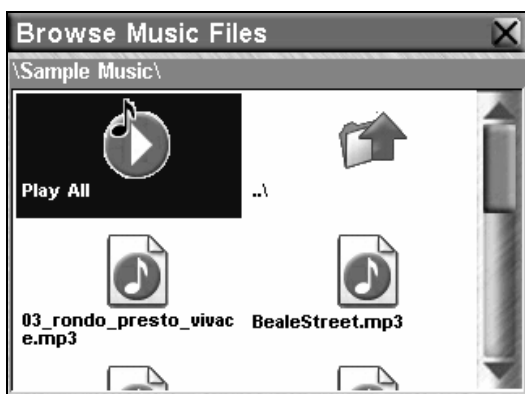 Browse Music Files
\Sample Music\
Play All
..\
03_rondo_presto_vivac
e.mp3
BealeStreet.mp3